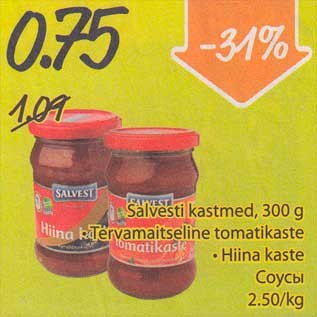 0.75
-31%
1.09
SALVEST
SALVEST
Hiina
Tomatikaste
Salvesti kastmed, 300 g
• Tervamaitseline tomatikaste
• Hiina kaste
Соусы
2.50/kg